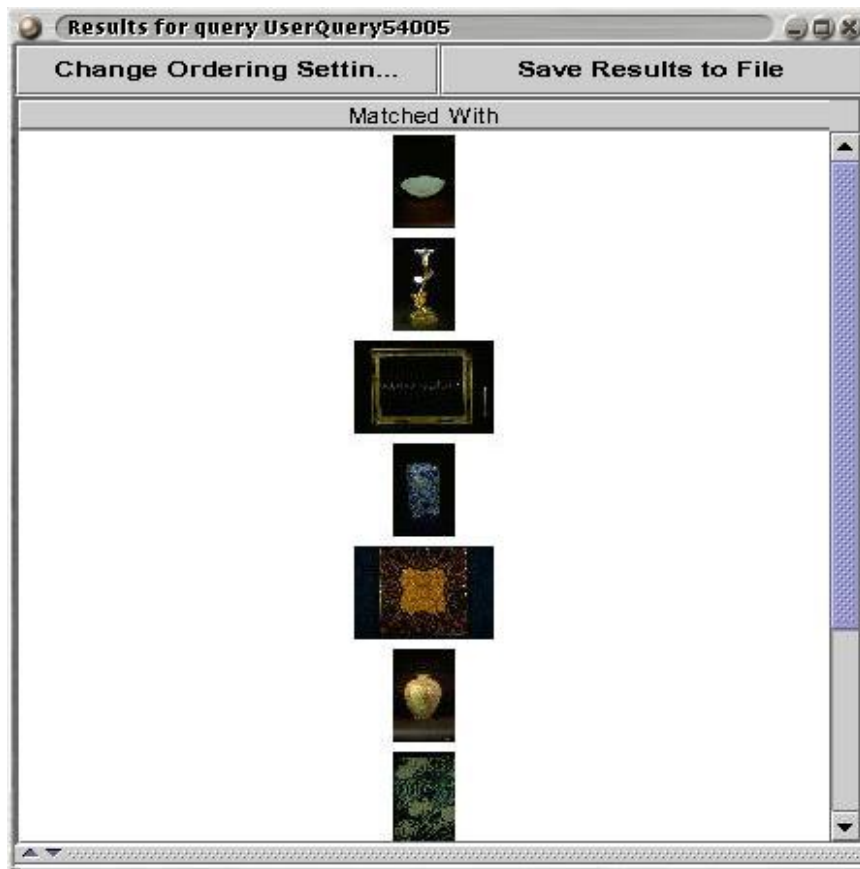 Results for query UserQuery54005
Change Ordering Settin... Save Results to File
Matched With